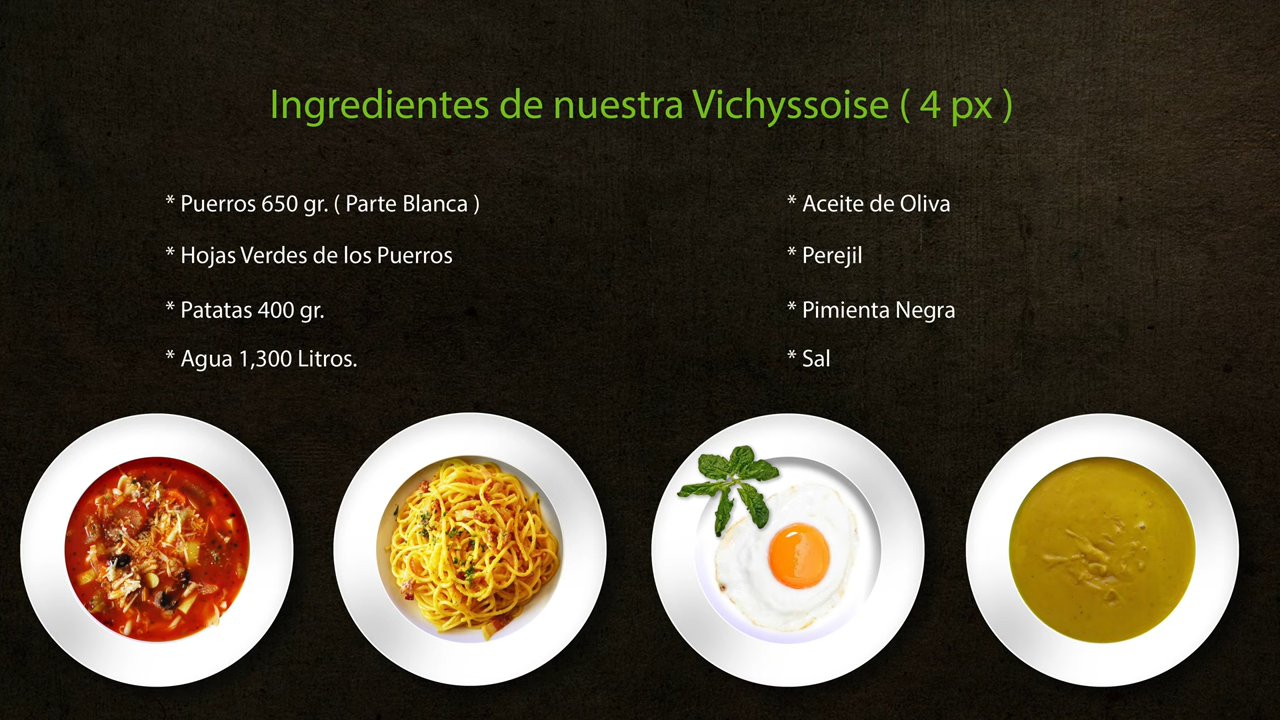 Ingredientes de nuestra Vichyssoise ( 4 px )
* Puerros 650 gr. ( Parte Blanca )
* Hojas Verdes de los Puerros
* Patatas 400 gr.
* Agua 1,300 Litros.
* Aceite de Oliva
* Perejil
* Pimienta Negra
* Sal